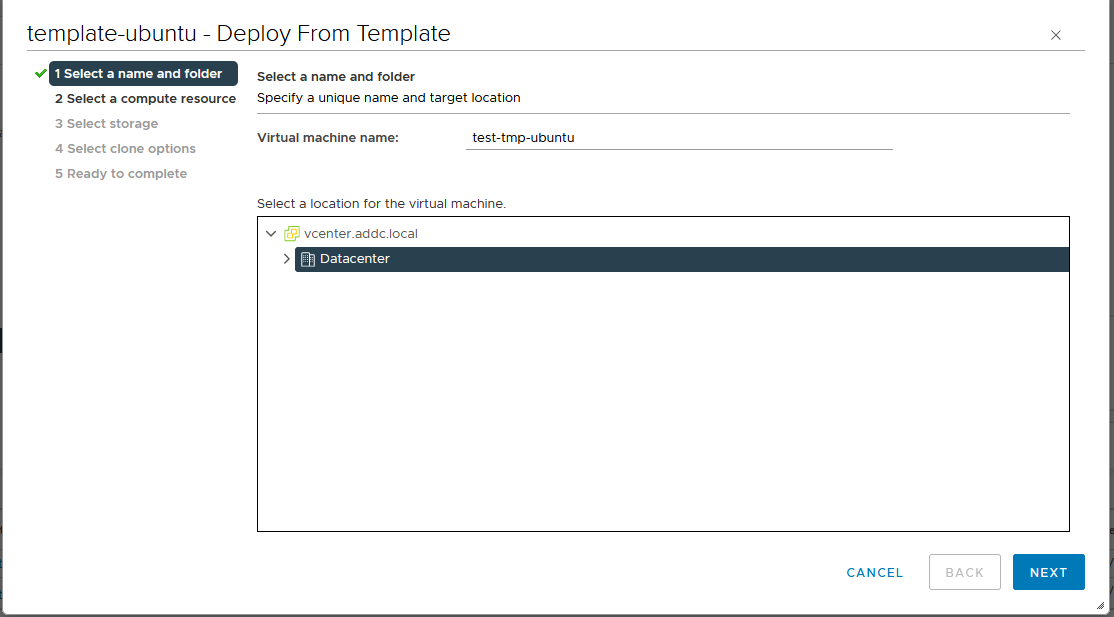 template-ubuntu - Deploy From Template
1 Select a name and folder
2 Select a compute resource
3 Select storage
4 Select clone options
5 Ready to complete
Select a name and folder
Specify a unique name and target location
Virtual machine name: test-tmp-ubuntu
Select a location for the virtual machine.
vcenter.addc.local
Datacenter
CANCEL BACK NEXT